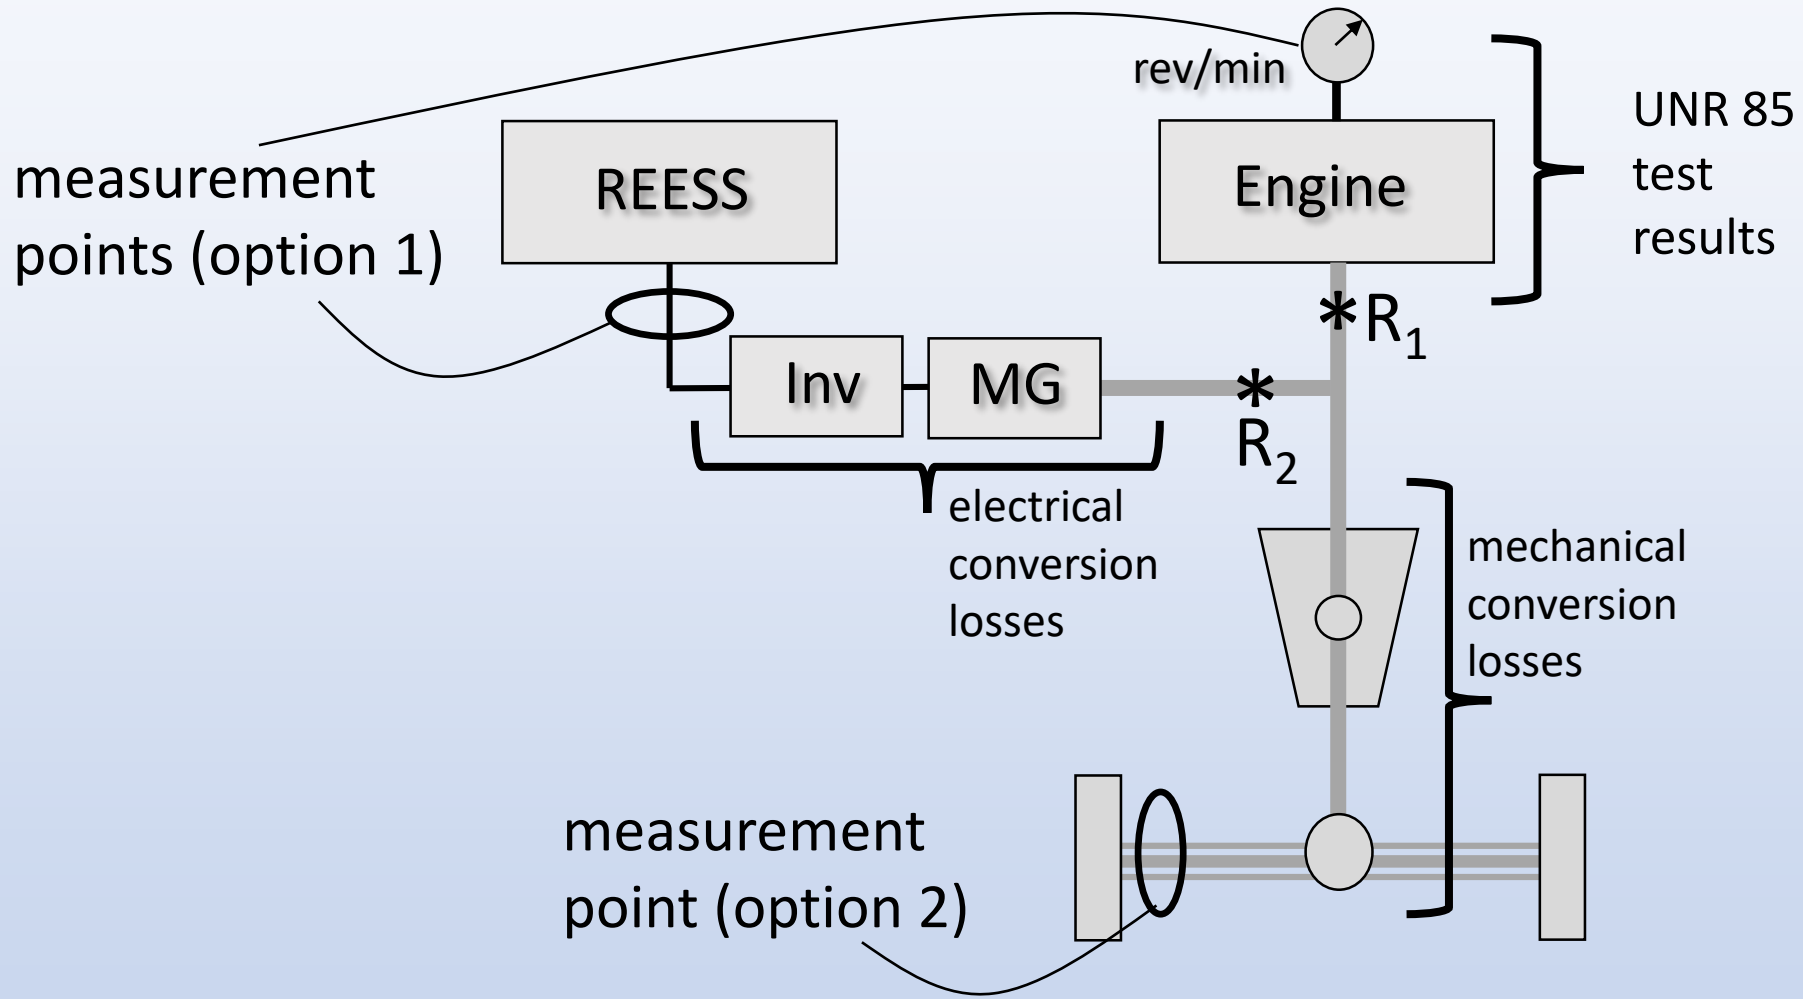 rev/min
UNR 85
test
results
measurement
points (option 1)
REESS
Engine
R1
Inv
MG
R2
electrical
conversion
losses
mechanical
conversion
losses
measurement
point (option 2)